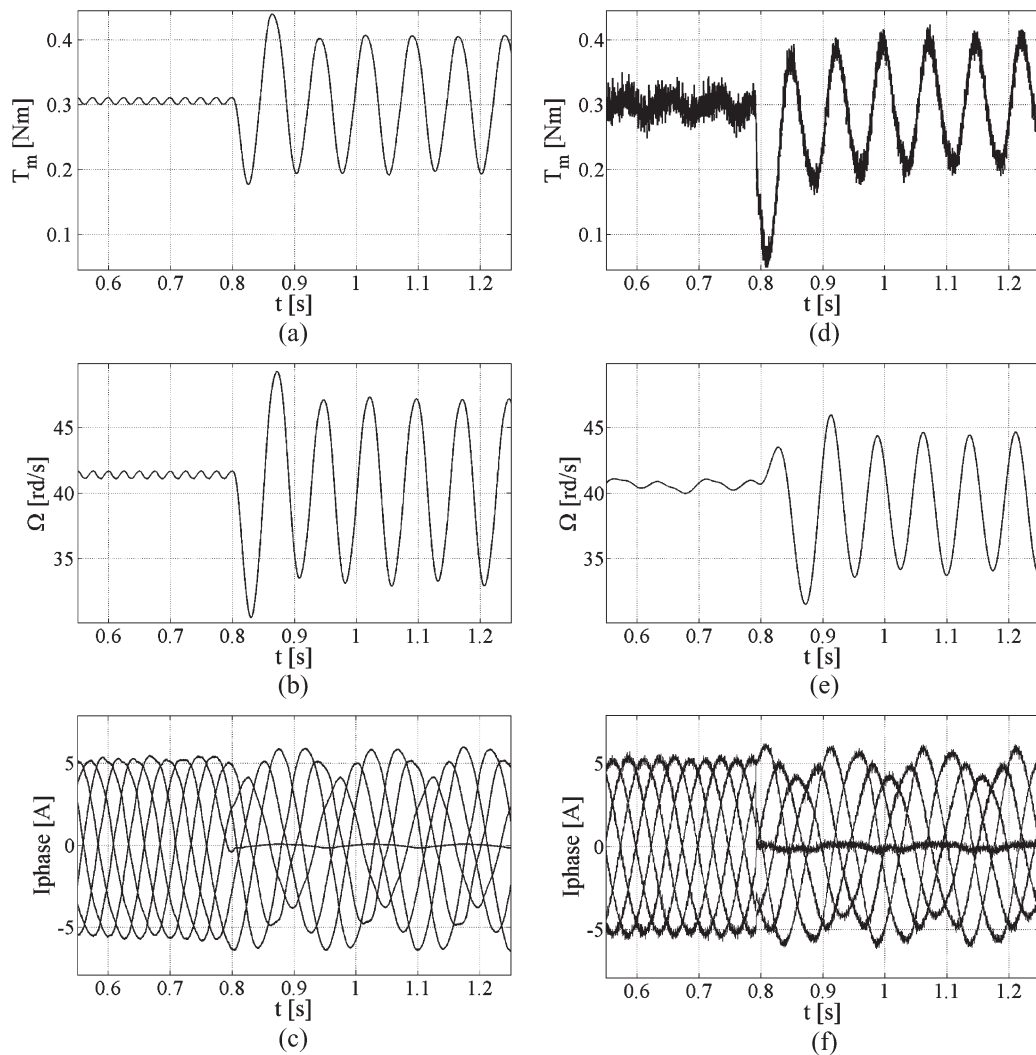 T_m [Nm]
0.4
0.3
0.2
0.1
0.6 0.7 0.8 0.9 1 1.1 1.2
t [s]
(a)
T_m [Nm]
0.4
0.3
0.2
0.1
0.6 0.7 0.8 0.9 1 1.1 1.2
t [s]
(d)
Ω [rd/s]
45
40
35
0.6 0.7 0.8 0.9 1 1.1 1.2
t [s]
(b)
Ω [rd/s]
45
40
35
0.6 0.7 0.8 0.9 1 1.1 1.2
t [s]
(e)
Iphase [A]
5
0
-5
0.6 0.7 0.8 0.9 1 1.1 1.2
t [s]
(c)
Iphase [A]
5
0
-5
0.6 0.7 0.8 0.9 1 1.1 1.2
t [s]
(f)